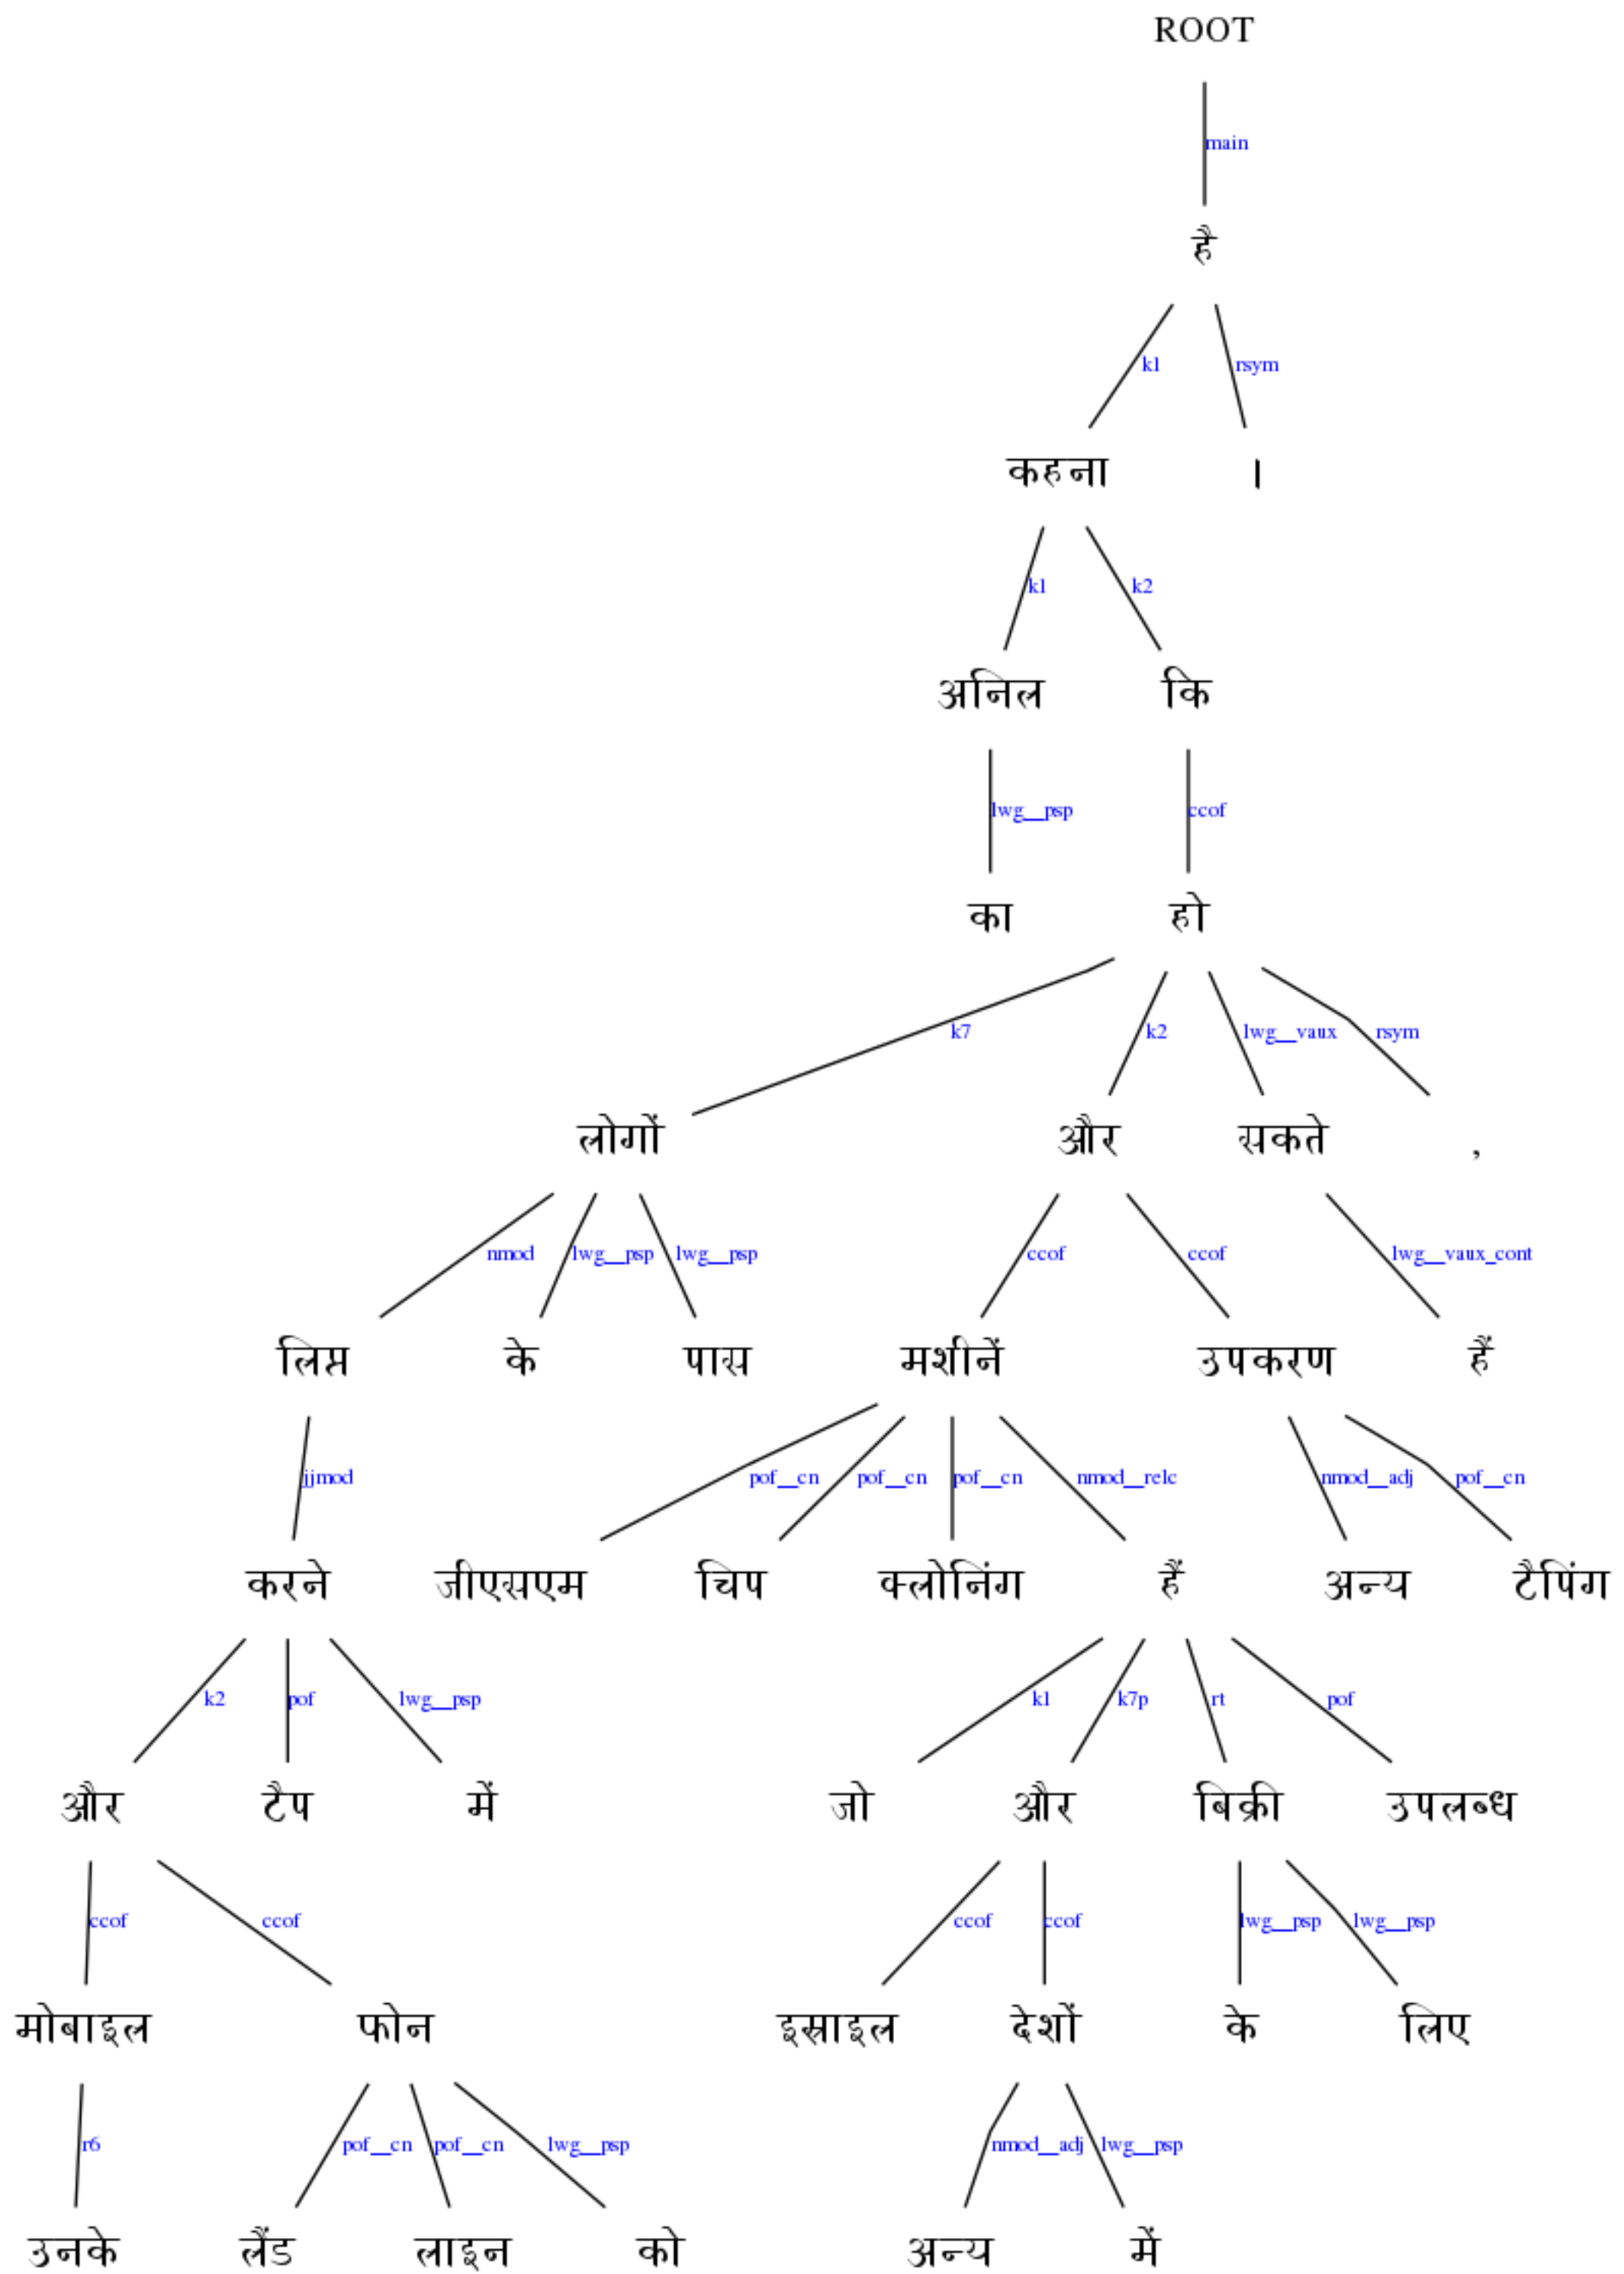 ROOT
main
है
k1 rsym
कहना ।
k1 k2
अनिल कि
lwg__psp ccof
का हो
k7 k2 lwg__vaux rsym
लोगों और सकते ,
nmod lwg__psp lwg__psp ccof ccof lwg__vaux_cont
लिप्त के पास मशीनें उपकरण हैं
jjmod pof__cn pof__cn pof__cn nmod__relc nmod__adj pof__cn
करने जीएसएम चिप क्लोनिंग हैं अन्य टैपिंग
k2 pof lwg__psp k1 k7p rt pof
और टैप में जो और बिक्री उपलब्ध
ccof ccof ccof ccof lwg__psp lwg__psp
मोबाइल फोन इस्राइल देशों के लिए
r6 pof__cn pof__cn lwg__psp nmod__adj lwg__psp
उनके लैंड लाइन को अन्य में